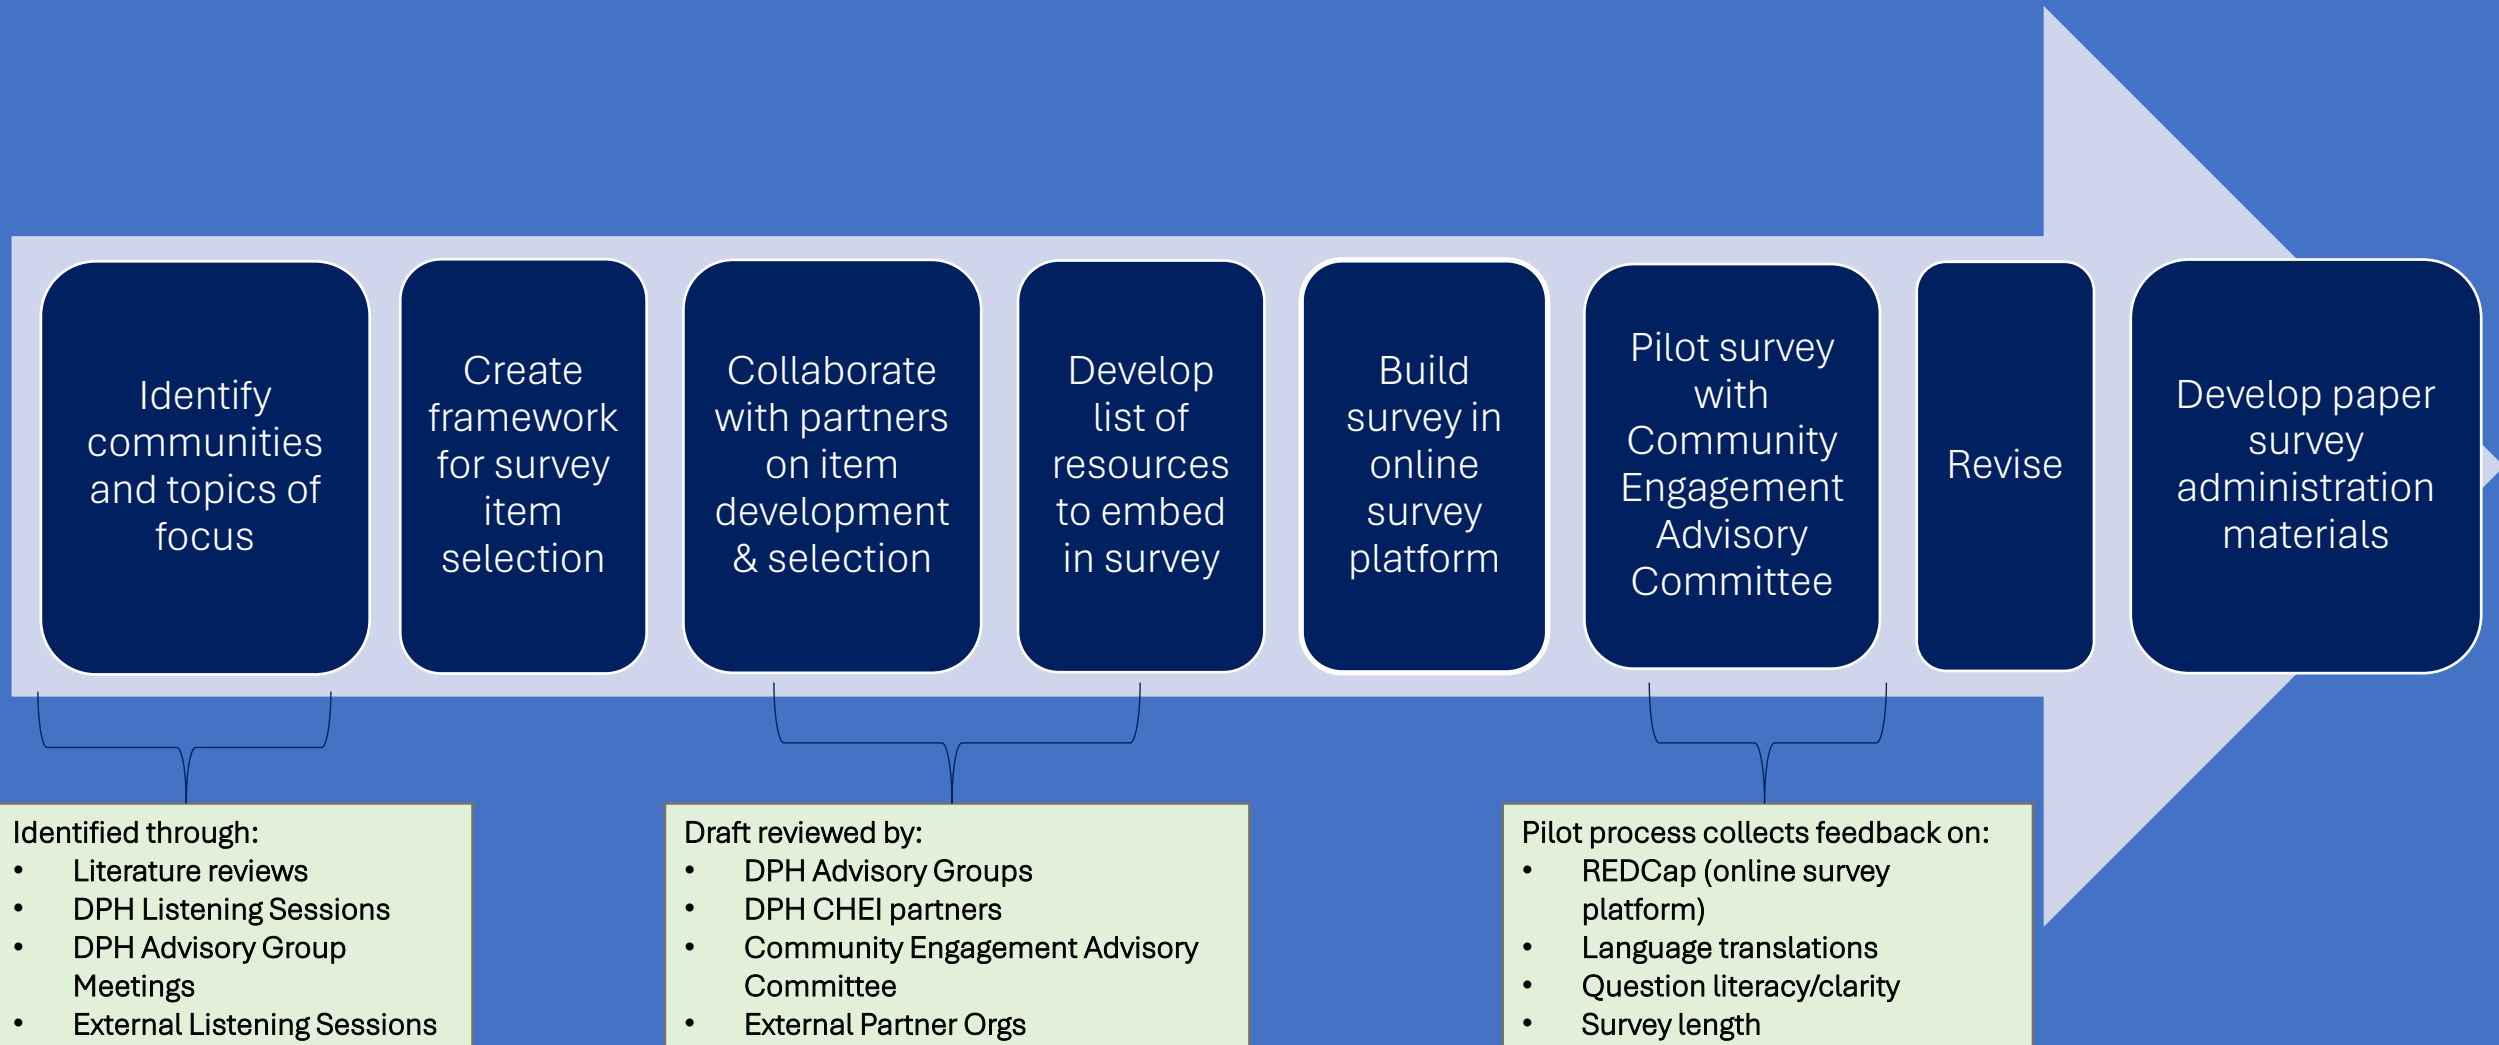 Identify
communities
and topics of
focus
Create
framework
for survey
item
selection
Collaborate
with partners
on item
development
& selection
Develop
list of
resources
to embed
in survey
Build
survey in
online
survey
platform
Pilot survey
with
Community
Engagement
Advisory
Committee
Revise
Develop paper
survey
administration
materials
Identified through:
• Literature reviews
• DPH Listening Sessions
• DPH Advisory Group
Meetings
• External Listening Sessions
Draft reviewed by:
• DPH Advisory Groups
• DPH CHEI partners
• Community Engagement Advisory
Committee
• External Partner Orgs
Pilot process collects feedback on:
• REDCap (online survey
platform)
• Language translations
• Question literacy/clarity
• Survey length